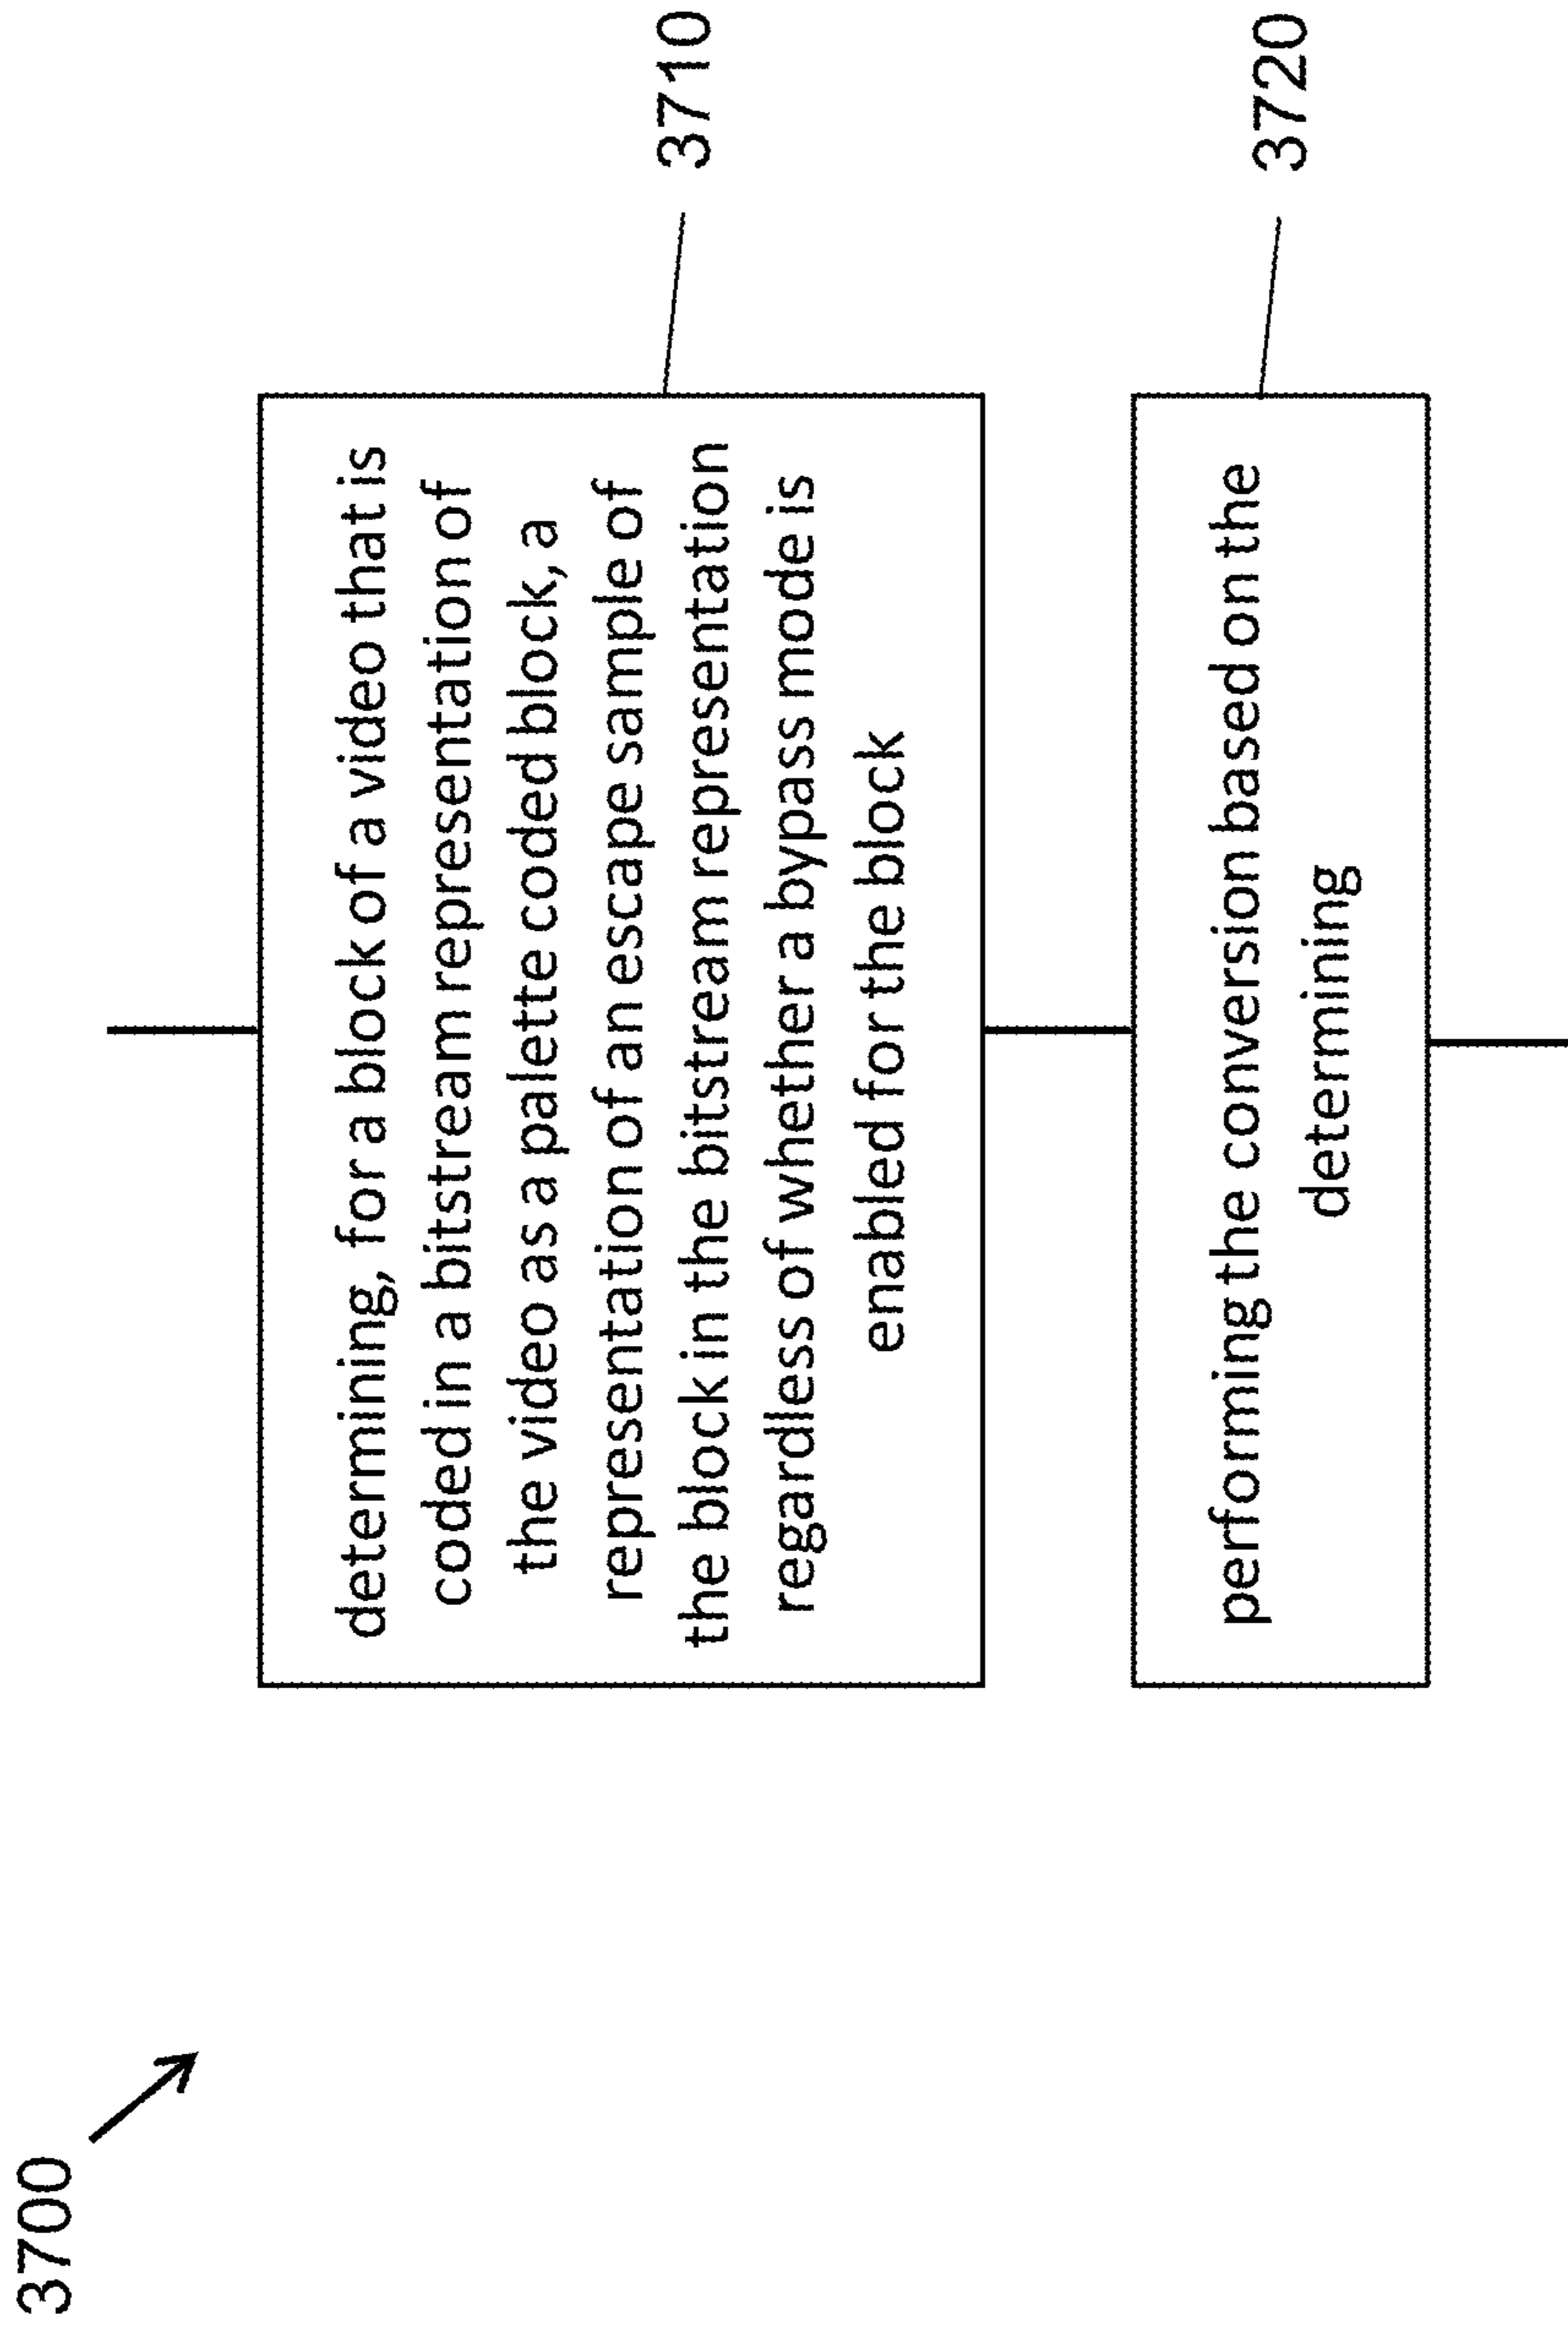 3700
determining, for a block of a video that is
coded in a bitstream representation of
the video as a palette coded block, a
representation of an escape sample of
the block in the bitstream representation
regardless of whether a bypass mode is
enabled for the block
3710
performing the conversion based on the
determining
3720